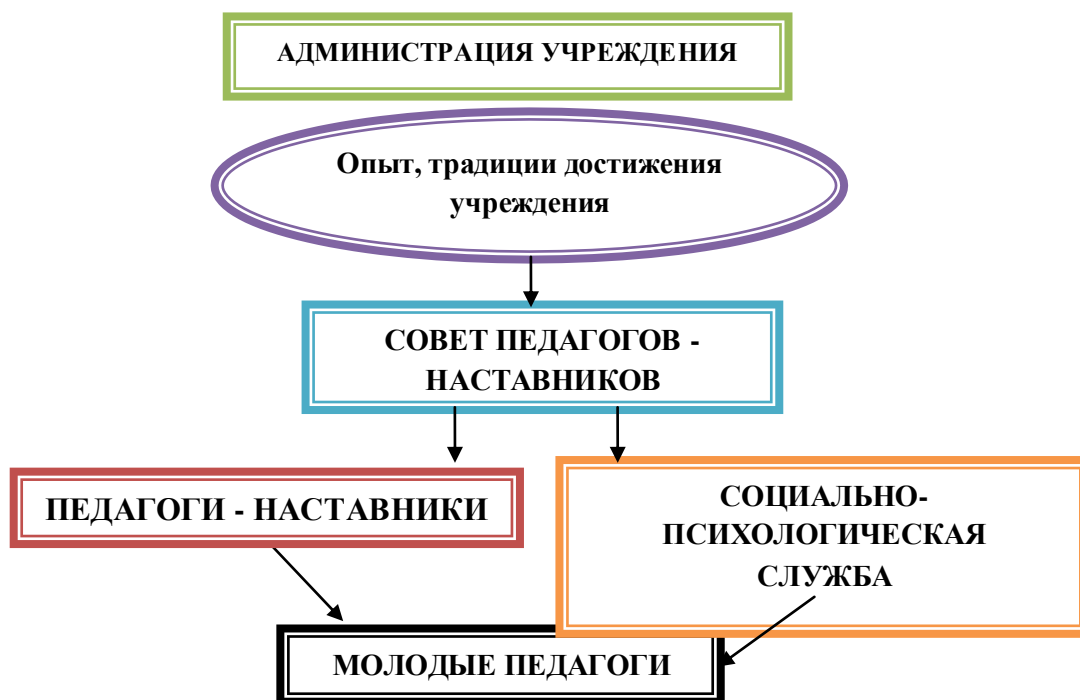 АДМИНИСТРАЦИЯ УЧРЕЖДЕНИЯ
Опыт, традиции достижения
учреждения
СОВЕТ ПЕДАГОГОВ -
НАСТАВНИКОВ
ПЕДАГОГИ - НАСТАВНИКИ
СОЦИАЛЬНО-
ПСИХОЛОГИЧЕСКАЯ
СЛУЖБА
МОЛОДЫЕ ПЕДАГОГИ